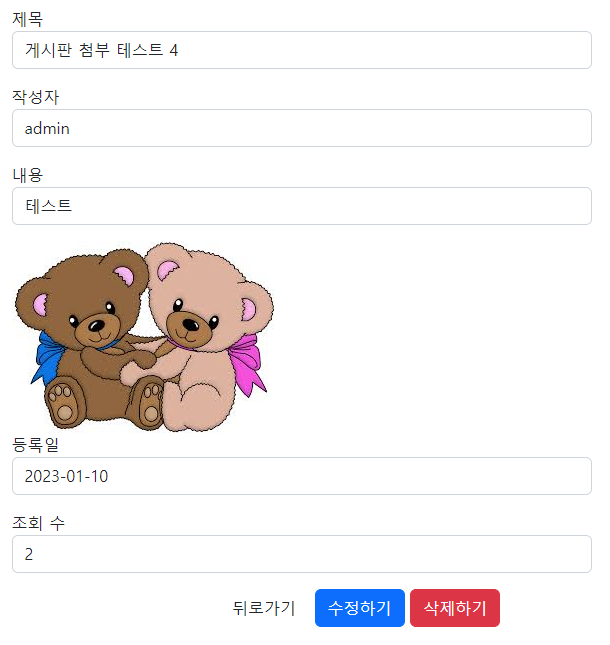 제목
게시판 첨부 테스트 4
작성자
admin
내용
테스트
등록일
2023-01-10
조회 수
2
뒤로가기 수정하기 삭제하기